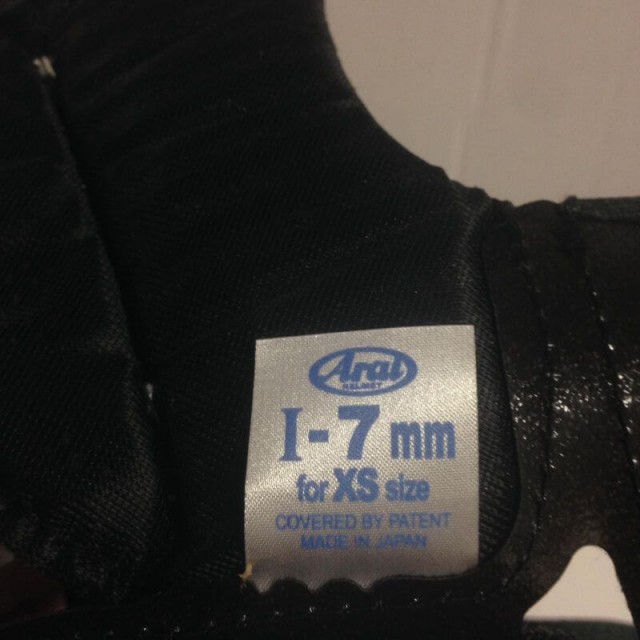 Arai
HELMET
I-7mm
for XS size
COVERED BY PATENT
MADE IN JAPAN